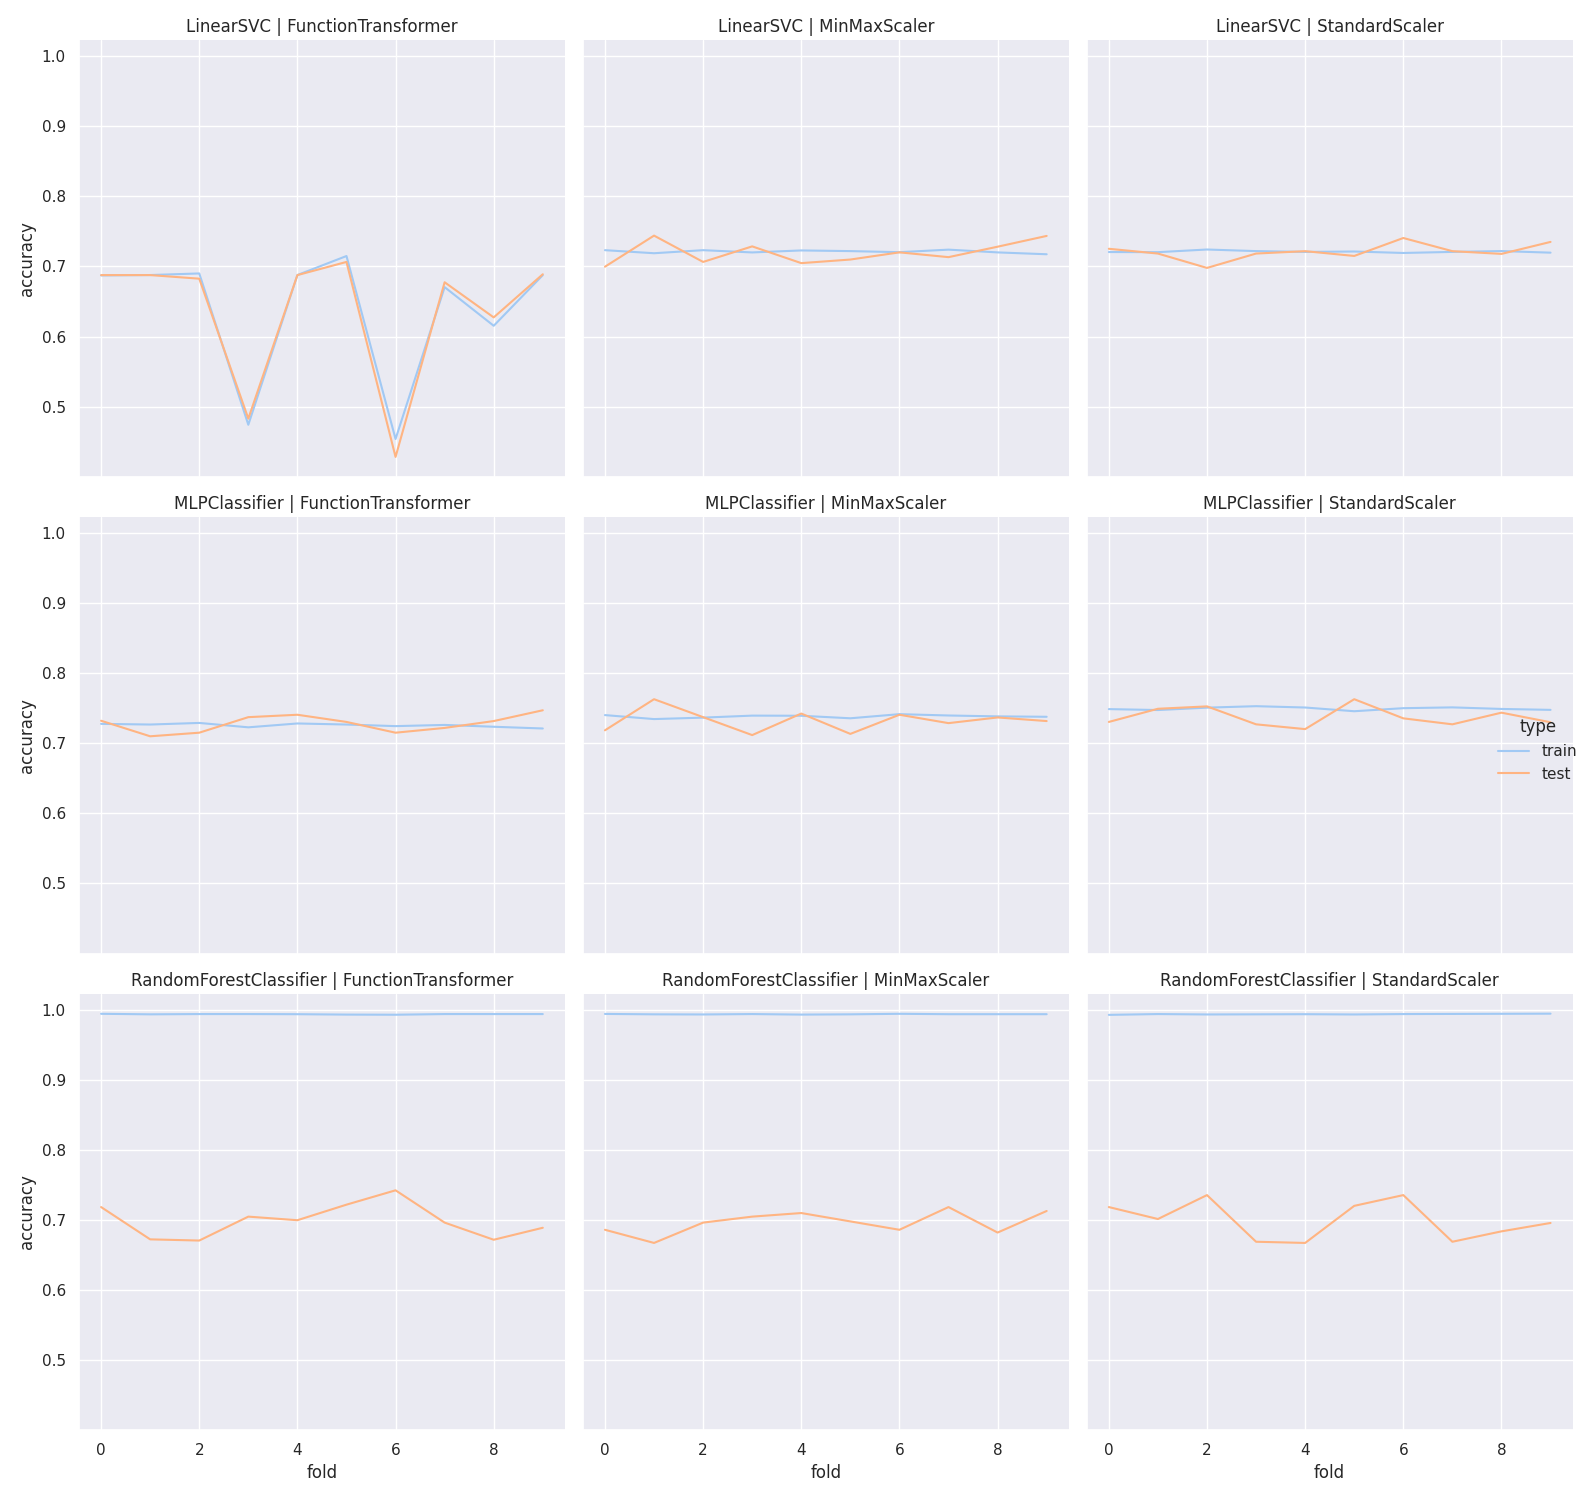 LinearSVC | FunctionTransformer
LinearSVC | MinMaxScaler
LinearSVC | StandardScaler
1.0
0.9
0.8
0.7
0.6
0.5
accuracy
MLPClassifier | FunctionTransformer
MLPClassifier | MinMaxScaler
MLPClassifier | StandardScaler
1.0
0.9
0.8
0.7
0.6
0.5
accuracy
type
train
test
RandomForestClassifier | FunctionTransformer
RandomForestClassifier | MinMaxScaler
RandomForestClassifier | StandardScaler
1.0
0.9
0.8
0.7
0.6
0.5
accuracy
0 2 4 6 8
fold
0 2 4 6 8
fold
0 2 4 6 8
fold